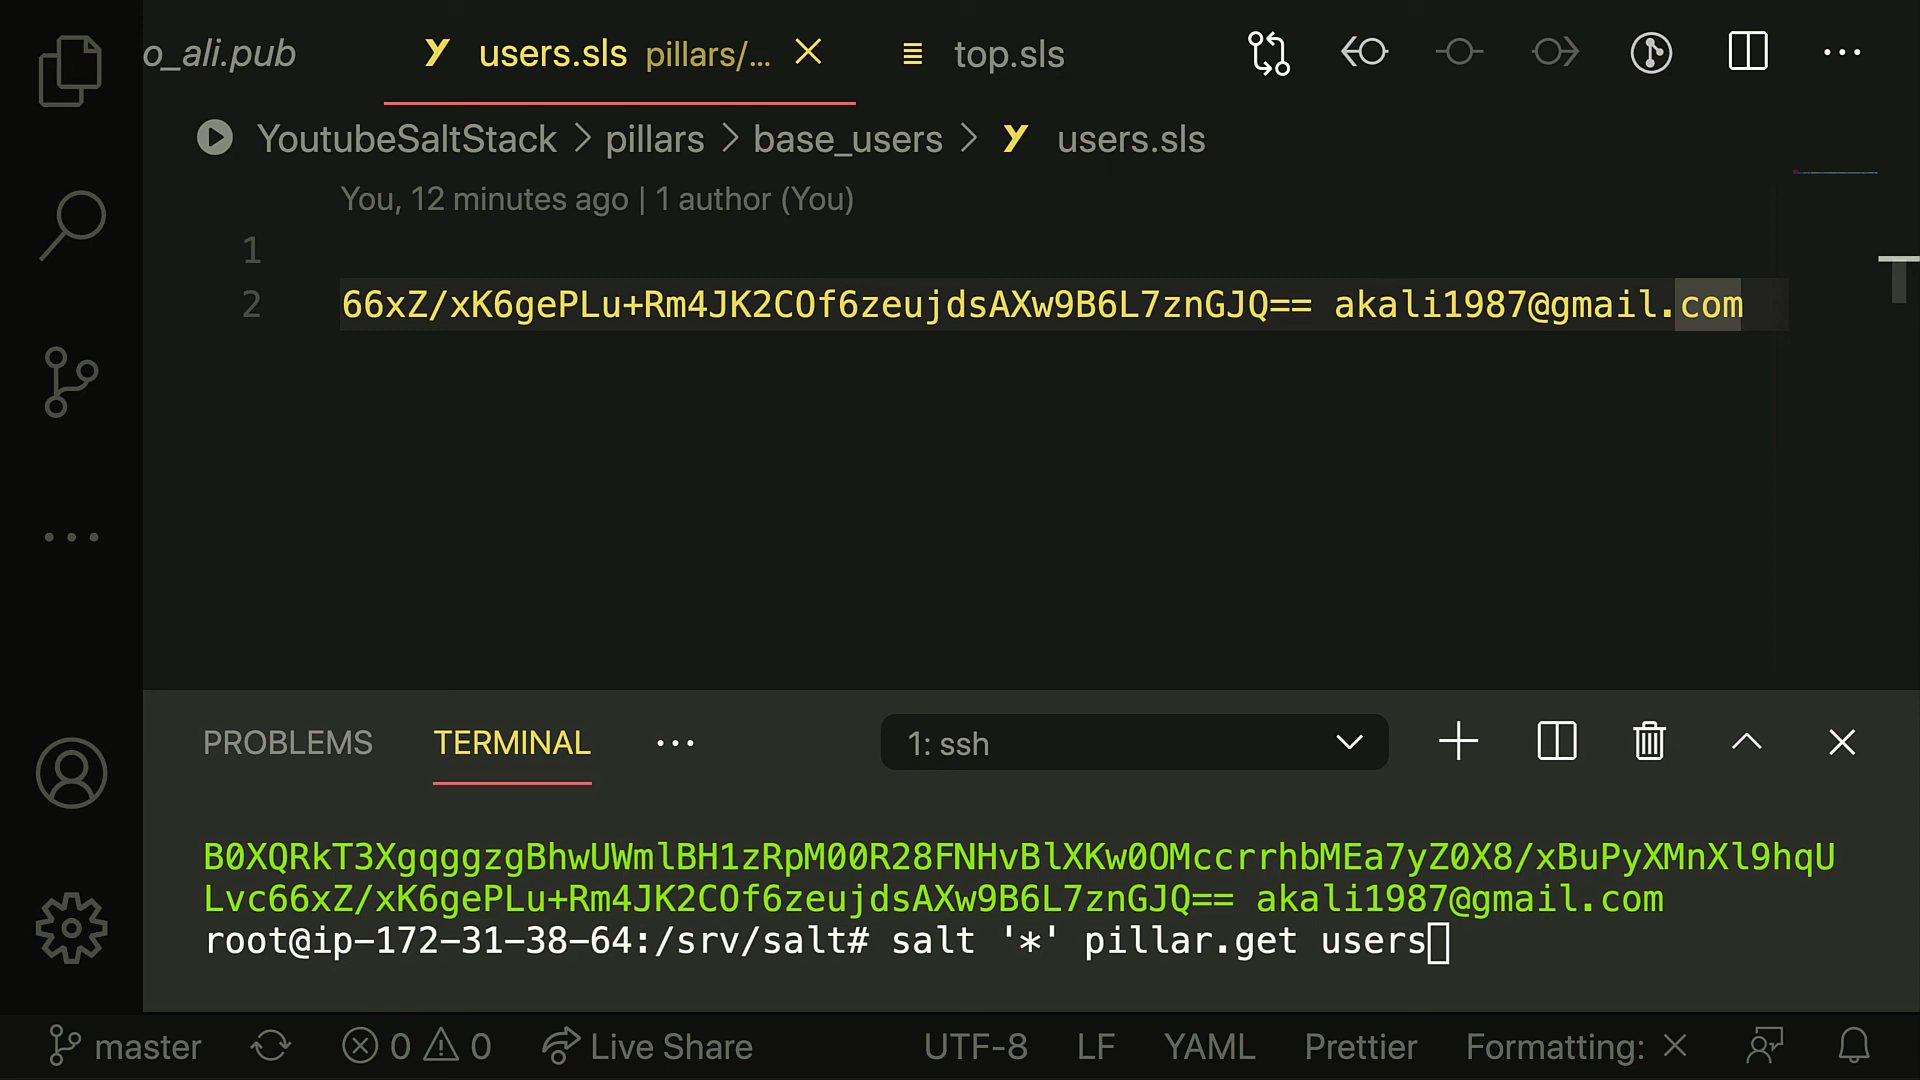 o_ali.pub
users.sls pillars/...
top.sls
YoutubeSaltStack > pillars > base_users > users.sls
You, 12 minutes ago | 1 author (You)
1
2 66xZ/xK6gePLu+Rm4JK2COf6zeujdsAXw9B6L7znGJQ== akali1987@gmail.com
PROBLEMS TERMINAL ... 1: ssh
B0XQRkT3XgqggzgBhwUWmlBH1zRpM00R28FNHvBlXKw0OMccrrhbMEa7yZ0X8/xBuPyXMnXl9hqU
Lvc66xZ/xK6gePLu+Rm4JK2COf6zeujdsAXw9B6L7znGJQ== akali1987@gmail.com
root@ip-172-31-38-64:/srv/salt# salt '*' pillar.get users
master 0 0 Live Share UTF-8 LF YAML Prettier Formatting: ×